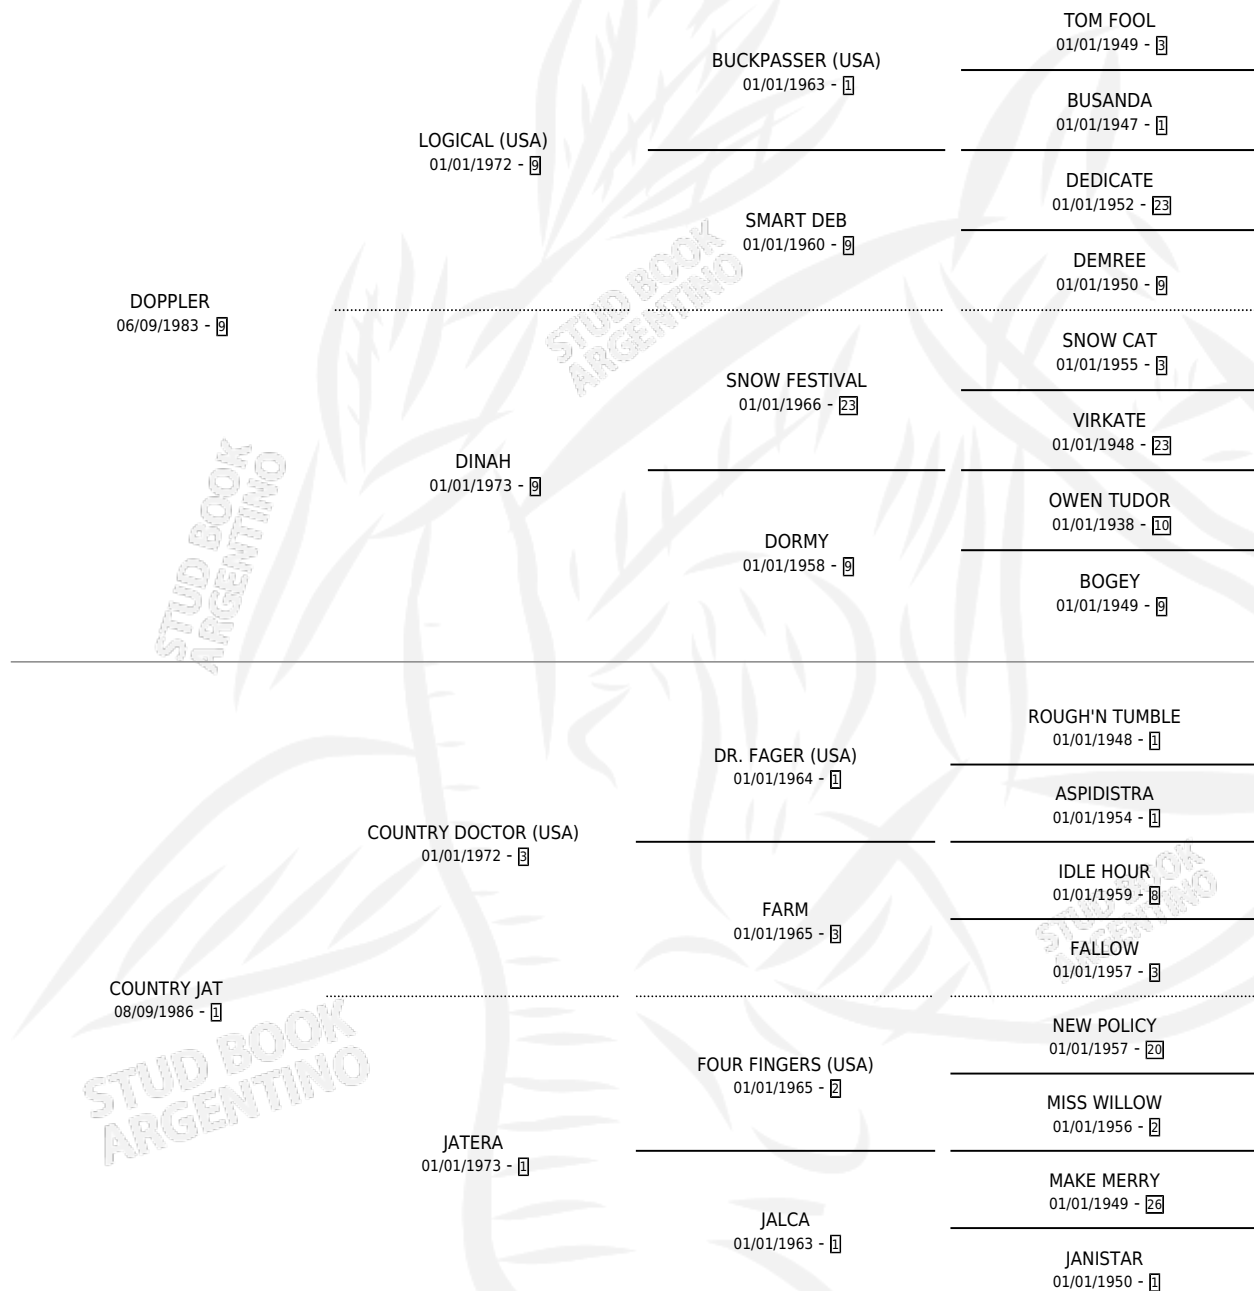 TOM FOOL
01/01/1949 - 3
BUCKPASSER (USA)
01/01/1963 - 1
BUSANDA
01/01/1947 - 1
LOGICAL (USA)
01/01/1972 - 9
DEDICATE
01/01/1952 - 23
SMART DEB
01/01/1960 - 9
DEMREE
01/01/1950 - 9
DOPPLER
06/09/1983 - 9
SNOW CAT
01/01/1955 - 3
SNOW FESTIVAL
01/01/1966 - 23
VIRKATE
01/01/1948 - 23
DINAH
01/01/1973 - 9
OWEN TUDOR
01/01/1938 - 10
DORMY
01/01/1958 - 9
BOGEY
01/01/1949 - 9
STUD BOOK
ARGENTINO
STUD BOOK
ARGENTINO
ROUGH'N TUMBLE
01/01/1948 - 1
DR. FAGER (USA)
01/01/1964 - 1
ASPIDISTRA
01/01/1954 - 1
COUNTRY DOCTOR (USA)
01/01/1972 - 3
IDLE HOUR
01/01/1959 - 8
FARM
01/01/1965 - 3
FALLOW
01/01/1957 - 3
COUNTRY JAT
08/09/1986 - 1
NEW POLICY
01/01/1957 - 20
FOUR FINGERS (USA)
01/01/1965 - 2
MISS WILLOW
01/01/1956 - 2
JATERA
01/01/1973 - 1
MAKE MERRY
01/01/1949 - 26
JALCA
01/01/1963 - 1
JANISTAR
01/01/1950 - 1
STUD BOOK
ARGENTINO
STUD BOOK
ARGENTINO